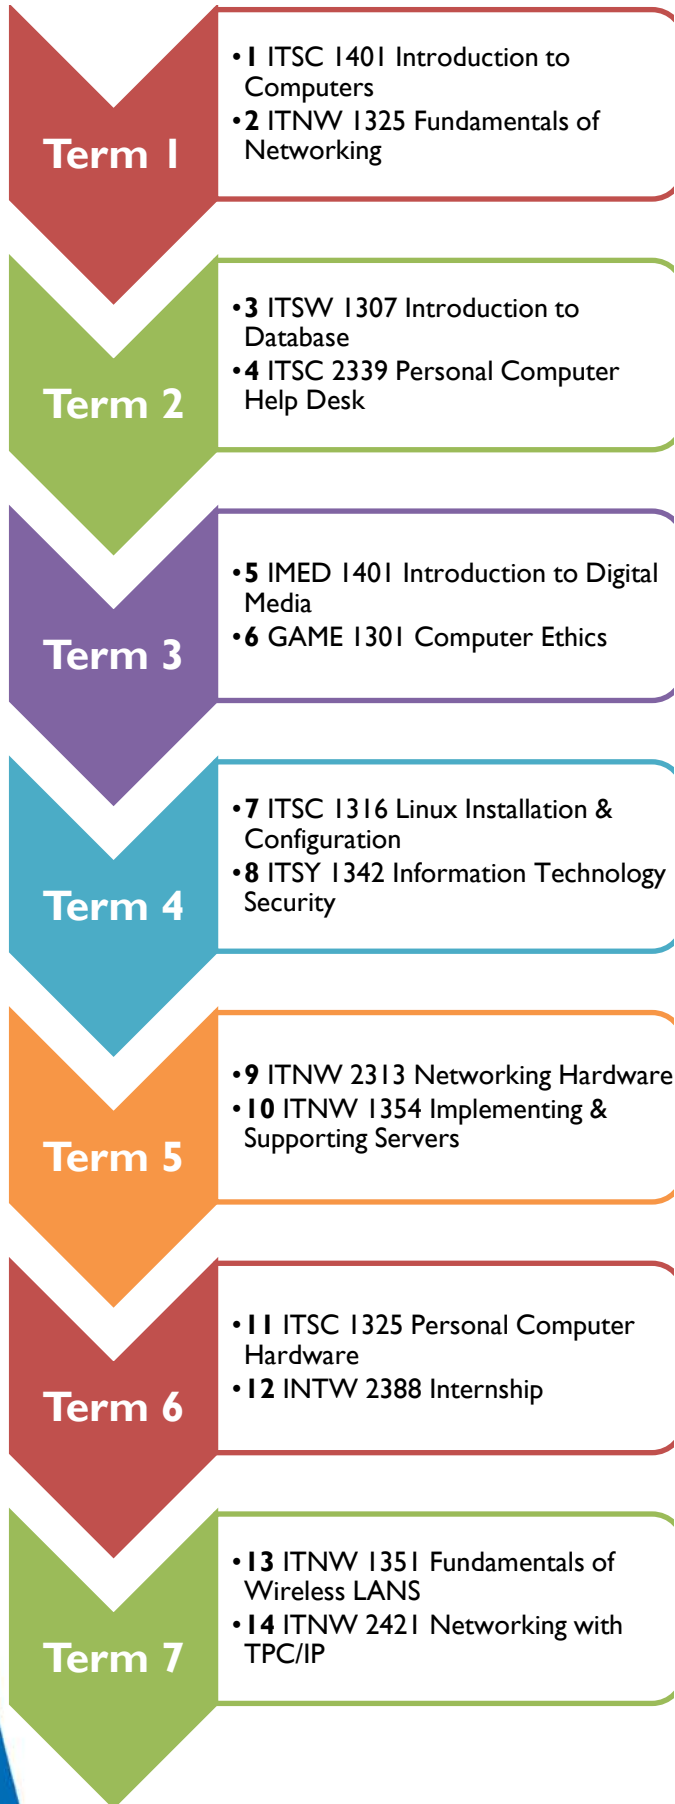 Term 1
•1 ITSC 1401 Introduction to
Computers
•2 ITNW 1325 Fundamentals of
Networking
Term 2
•3 ITSW 1307 Introduction to
Database
•4 ITSC 2339 Personal Computer
Help Desk
Term 3
•5 IMED 1401 Introduction to Digital
Media
•6 GAME 1301 Computer Ethics
Term 4
•7 ITSC 1316 Linux Installation &
Configuration
•8 ITSY 1342 Information Technology
Security
Term 5
•9 ITNW 2313 Networking Hardware
•10 ITNW 1354 Implementing &
Supporting Servers
Term 6
•11 ITSC 1325 Personal Computer
Hardware
•12 INTW 2388 Internship
Term 7
•13 ITNW 1351 Fundamentals of
Wireless LANS
•14 ITNW 2421 Networking with
TPC/IP